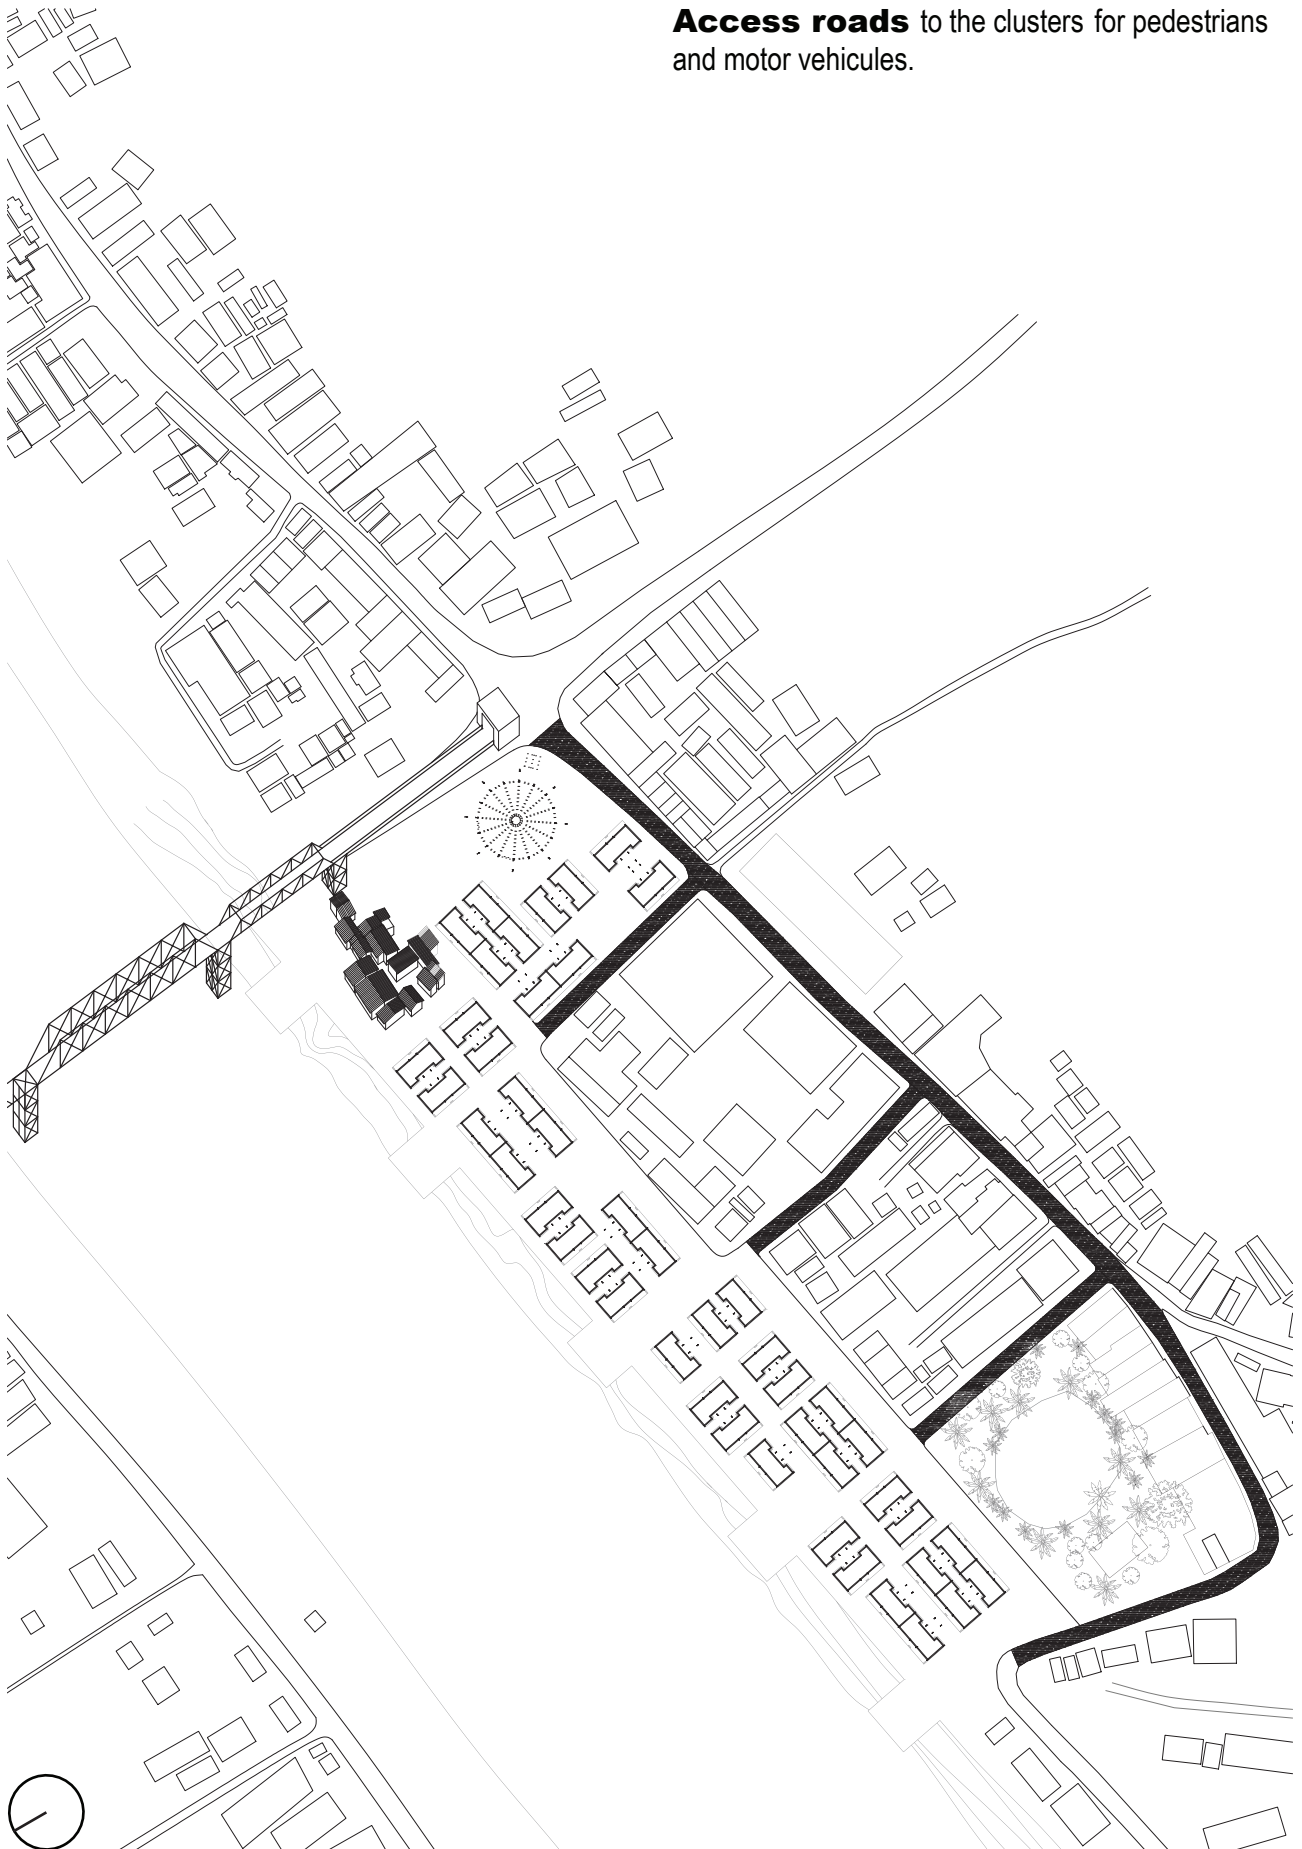 Access roads to the clusters for pedestrians
and motor vehicules.